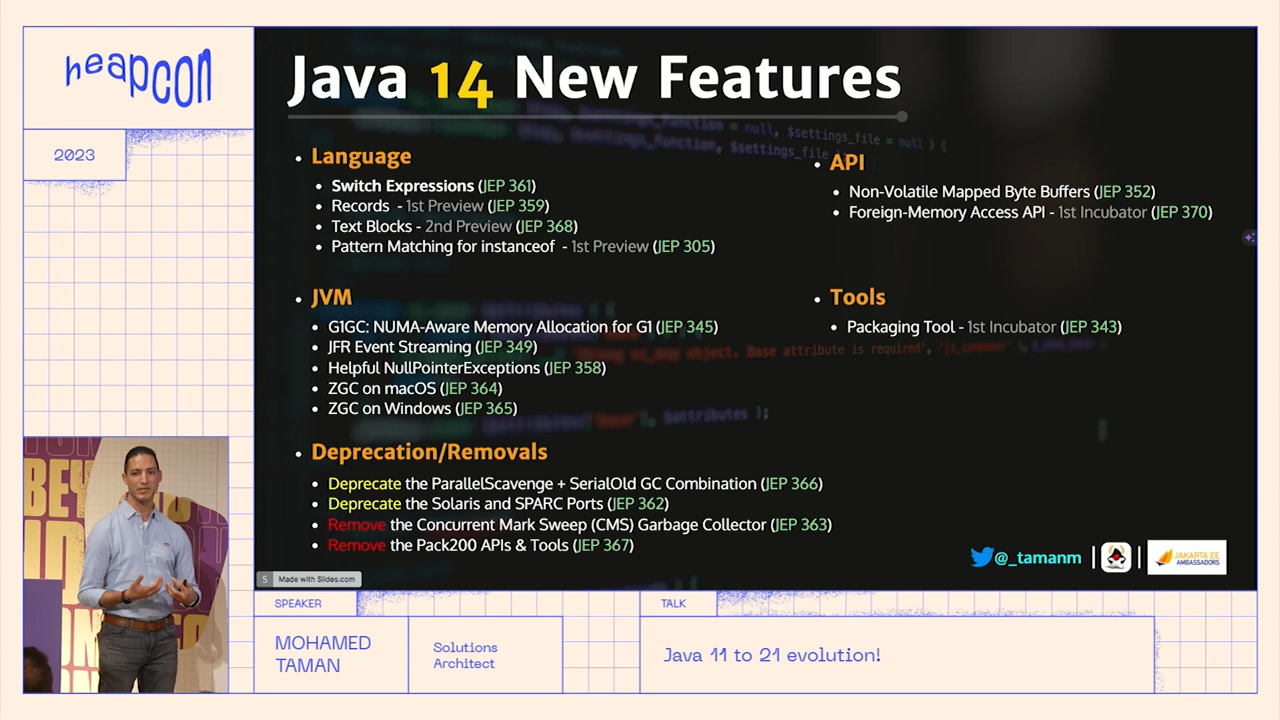 heapcon
2023
Java 14 New Features
Language
Switch Expressions (JEP 361)
Records - 1st Preview (JEP 359)
Text Blocks - 2nd Preview (JEP 368)
Pattern Matching for instanceof - 1st Preview (JEP 305)
API
Non-Volatile Mapped Byte Buffers (JEP 352)
Foreign-Memory Access API - 1st Incubator (JEP 370)
JVM
G1GC: NUMA-Aware Memory Allocation for G1 (JEP 345)
JFR Event Streaming (JEP 349)
Helpful NullPointerExceptions (JEP 358)
ZGC on macOS (JEP 364)
ZGC on Windows (JEP 365)
Tools
Packaging Tool - 1st Incubator (JEP 343)
Deprecation/Removals
Deprecate the ParallelScavenge + SerialOld GC Combination (JEP 366)
Deprecate the Solaris and SPARC Ports (JEP 362)
Remove the Concurrent Mark Sweep (CMS) Garbage Collector (JEP 363)
Remove the Pack200 APIs & Tools (JEP 367)
@_tamanm
JAKARTA EE
AMBASSADORS
S Made with Slides.com
SPEAKER
MOHAMED
TAMAN
Solutions
Architect
TALK
Java 11 to 21 evolution!